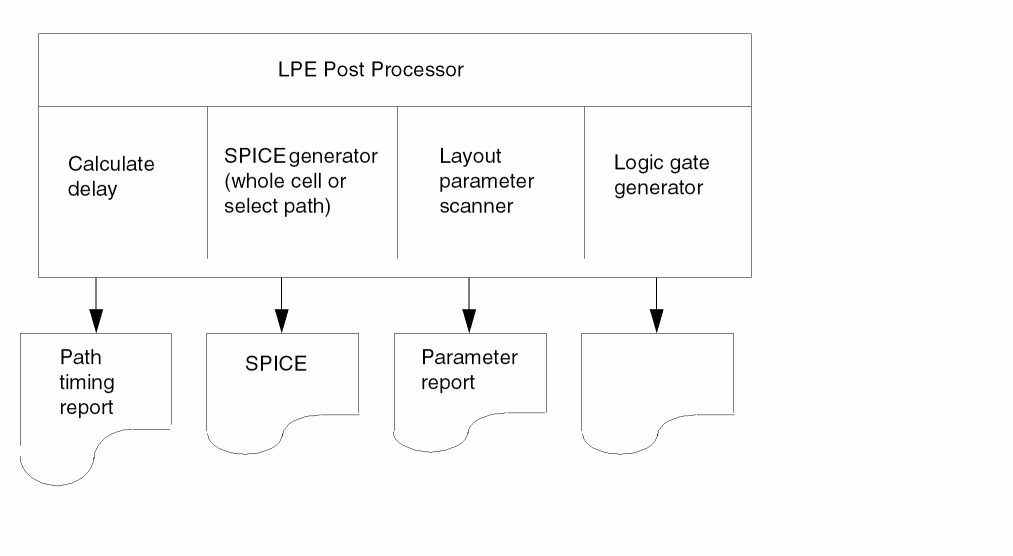 LPE Post Processor
Calculate
delay
SPICE generator
(whole cell or
select path)
Layout
parameter
scanner
Logic gate
generator
Path
timing
report
SPICE
Parameter
report